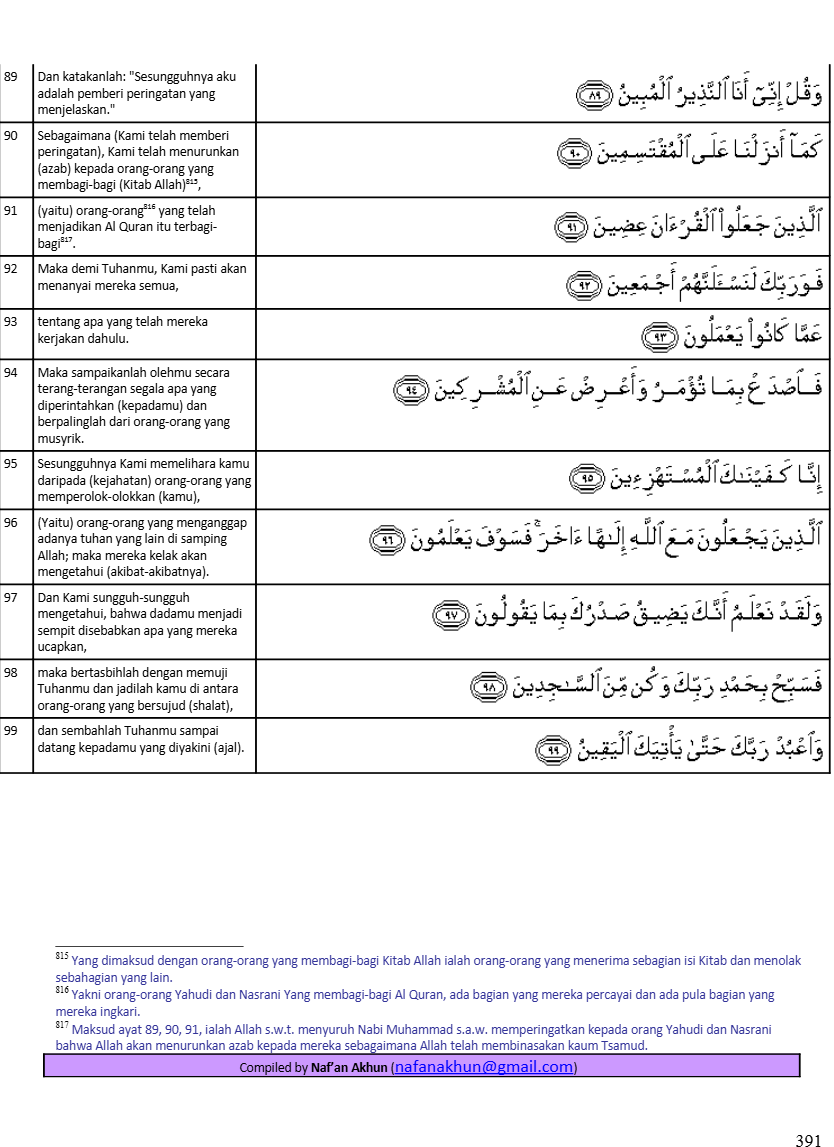 89
Dan katakanlah: "Sesungguhnya aku
adalah pemberi peringatan yang
menjelaskan."
وَقُلْ إِنِّىٓ أَنَا ٱلنَّذِيرُ ٱلْمُبِينُ ٨٩
90
Sebagaimana (Kami telah memberi
peringatan), Kami telah menurunkan
(azab) kepada orang-orang yang
membagi-bagi (Kitab Allah)⁸¹⁵,
كَمَآ أَنزَلْنَا عَلَى ٱلْمُقْتَسِمِينَ ٩٠
91
(yaitu) orang-orang⁸¹⁶ yang telah
menjadikan Al Quran itu terbagi-
bagi⁸¹⁷.
ٱلَّذِينَ جَعَلُوا۟ ٱلْقُرْءَانَ عِضِينَ ٩١
92
Maka demi Tuhanmu, Kami pasti akan
menanyai mereka semua,
فَوَرَبِّكَ لَنَسْـَٔلَنَّهُمْ أَجْمَعِينَ ٩٢
93
tentang apa yang telah mereka
kerjakan dahulu.
عَمَّا كَانُوا۟ يَعْمَلُونَ ٩٣
94
Maka sampaikanlah olehmu secara
terang-terangan segala apa yang
diperintahkan (kepadamu) dan
berpalinglah dari orang-orang yang
musyrik.
فَٱصْدَعْ بِمَا تُؤْمَرُ وَأَعْرِضْ عَنِ ٱلْمُشْرِكِينَ ٩٤
95
Sesungguhnya Kami memelihara kamu
daripada (kejahatan) orang-orang yang
memperolok-olokkan (kamu),
إِنَّا كَفَيْنَـٰكَ ٱلْمُسْتَهْزِءِينَ ٩٥
96
(Yaitu) orang-orang yang menganggap
adanya tuhan yang lain di samping
Allah; maka mereka kelak akan
mengetahui (akibat-akibatnya).
ٱلَّذِينَ يَجْعَلُونَ مَعَ ٱللَّهِ إِلَـٰهًا ءَاخَرَ ۚ فَسَوْفَ يَعْلَمُونَ ٩٦
97
Dan Kami sungguh-sungguh
mengetahui, bahwa dadamu menjadi
sempit disebabkan apa yang mereka
ucapkan,
وَلَقَدْ نَعْلَمُ أَنَّكَ يَضِيقُ صَدْرُكَ بِمَا يَقُولُونَ ٩٧
98
maka bertasbihlah dengan memuji
Tuhanmu dan jadilah kamu di antara
orang-orang yang bersujud (shalat),
فَسَبِّحْ بِحَمْدِ رَبِّكَ وَكُن مِّنَ ٱلسَّـٰجِدِينَ ٩٨
99
dan sembahlah Tuhanmu sampai
datang kepadamu yang diyakini (ajal).
وَٱعْبُدْ رَبَّكَ حَتَّىٰ يَأْتِيَكَ ٱلْيَقِينُ ٩٩
⁸¹⁵ Yang dimaksud dengan orang-orang yang membagi-bagi Kitab Allah ialah orang-orang yang menerima sebagian isi Kitab dan menolak
sebahagian yang lain.
⁸¹⁶ Yakni orang-orang Yahudi dan Nasrani Yang membagi-bagi Al Quran, ada bagian yang mereka percayai dan ada pula bagian yang
mereka ingkari.
⁸¹⁷ Maksud ayat 89, 90, 91, ialah Allah s.w.t. menyuruh Nabi Muhammad s.a.w. memperingatkan kepada orang Yahudi dan Nasrani
bahwa Allah akan menurunkan azab kepada mereka sebagaimana Allah telah membinasakan kaum Tsamud.
Compiled by Naf’an Akhun (nafanakhun@gmail.com)
391